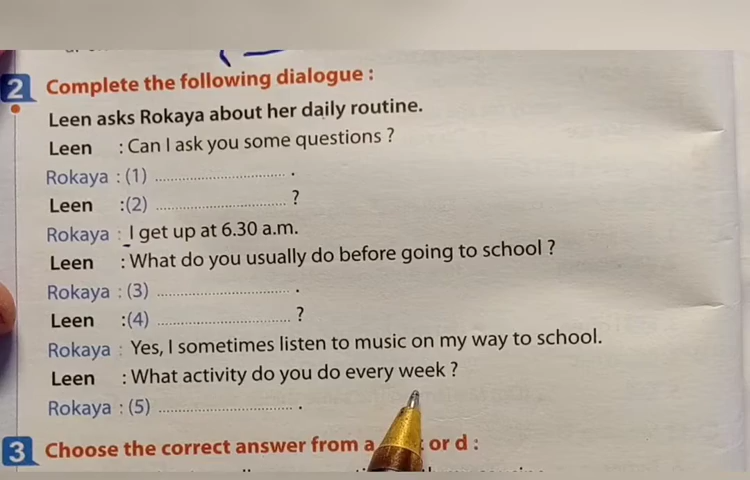 2 Complete the following dialogue :
Leen asks Rokaya about her daily routine.
Leen : Can I ask you some questions ?
Rokaya : (1) ................................ .
Leen :(2) ................................ ?
Rokaya : I get up at 6.30 a.m.
Leen : What do you usually do before going to school ?
Rokaya : (3) ................................ .
Leen :(4) ................................ ?
Rokaya : Yes, I sometimes listen to music on my way to school.
Leen : What activity do you do every week ?
Rokaya : (5) ................................ .
3 Choose the correct answer from a or d :